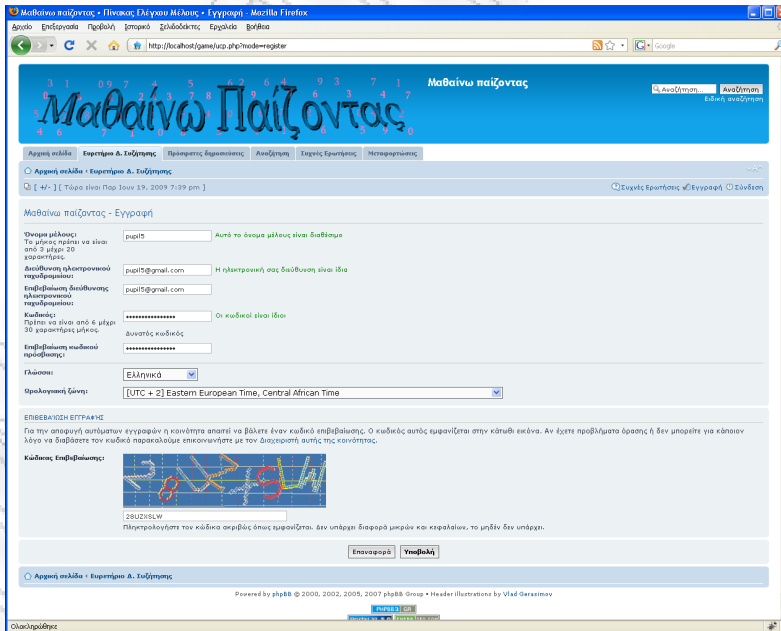 Μαθαίνω παίζοντας • Πίνακας Ελέγχου Μέλους • Εγγραφή - Mozilla Firefox
Αρχείο Επεξεργασία Προβολή Ιστορικό Σελιδοδείκτες Εργαλεία Βοήθεια
http://localhost/game/ucp.php?mode=register
Google
Μαθαίνω Παίζοντας
Μαθαίνω παίζοντας
Αναζήτηση… Αναζήτηση
Ειδική αναζήτηση
Αρχική σελίδα Ευρετήριο Δ. Συζήτησης Πρόσφατες δημοσιεύσεις Αναζήτηση Συχνές Ερωτήσεις Μεταφορτώσεις
Αρχική σελίδα ‹ Ευρετήριο Δ. Συζήτησης
[ +/- ] [ Τώρα είναι Παρ Ιουν 19, 2009 7:39 pm ]
Συχνές Ερωτήσεις Εγγραφή Σύνδεση
Μαθαίνω παίζοντας - Εγγραφή
Όνομα μέλους:
Το μήκος πρέπει να είναι
από 3 μέχρι 20
χαρακτήρες.
pupil5
Αυτό το όνομα μέλους είναι διαθέσιμο
Διεύθυνση ηλεκτρονικού
ταχυδρομείου:
pupil5@gmail.com
Η ηλεκτρονική σας διεύθυνση είναι ίδια
Επιβεβαίωση διεύθυνσης
ηλεκτρονικού
ταχυδρομείου:
pupil5@gmail.com
Κωδικός:
Πρέπει να είναι από 6 μέχρι
30 χαρακτήρες μήκος.
Οι κωδικοί είναι ίδιοι
Δυνατός κωδικός
Επιβεβαίωση κωδικού
πρόσβασης:
Γλώσσα:
Ελληνικά
Ωρολογιακή ζώνη:
[UTC + 2] Eastern European Time, Central African Time
ΕΠΙΒΕΒΑΊΩΣΗ ΕΓΓΡΑΦΉΣ
Για την αποφυγή αυτόματων εγγραφών η κοινότητα απαιτεί να βάλετε έναν κωδικό επιβεβαίωσης. Ο κωδικός αυτός εμφανίζεται στην κάτωθι εικόνα. Αν έχετε προβλήματα όρασης ή δεν μπορείτε για κάποιον
λόγο να διαβάσετε τον κωδικό παρακαλούμε επικοινωνήστε με τον Διαχειριστή αυτής της κοινότητας.
Κώδικας Επιβεβαίωσης:
28UZXSLW
Πληκτρολογήστε τον κώδικα ακριβώς όπως εμφανίζεται. Δεν υπάρχει διαφορά μικρών και κεφαλαίων, το μηδέν δεν υπάρχει.
Επαναφορά Υποβολή
Αρχική σελίδα ‹ Ευρετήριο Δ. Συζήτησης
Powered by phpBB © 2000, 2002, 2005, 2007 phpBB Group • Header illustrations by Vlad Gerasimov
PHPBB3 GR
Ολοκληρώθηκε